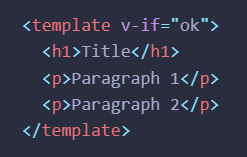 <template v-if="ok">
  <h1>Title</h1>
  <p>Paragraph 1</p>
  <p>Paragraph 2</p>
</template>